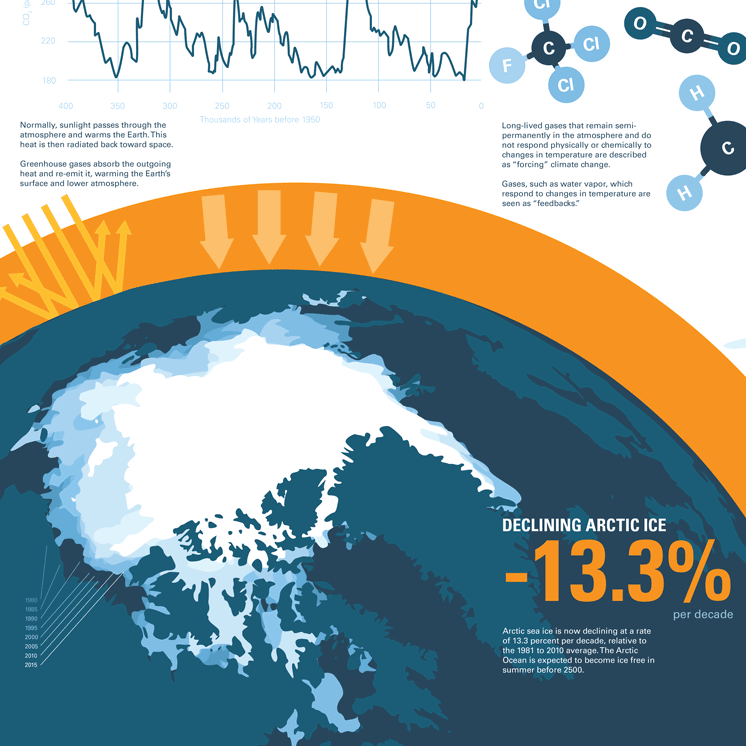 Cl
260
CO₂
220
180
400 350 300 250 200 150 100 50 0
Thousands of Years before 1950
F
C
Cl
Cl
O
C
O
H
C
H
Normally, sunlight passes through the
atmosphere and warms the Earth. This
heat is then radiated back toward space.
Greenhouse gases absorb the outgoing
heat and re-emit it, warming the Earth's
surface and lower atmosphere.
Long-lived gases that remain semi-
permanently in the atmosphere and do
not respond physically or chemically to
changes in temperature are described
as “forcing” climate change.
Gases, such as water vapor, which
respond to changes in temperature are
seen as “feedbacks.”
DECLINING ARCTIC ICE
-13.3%
per decade
Arctic sea ice is now declining at a rate
of 13.3 percent per decade, relative to
the 1981 to 2010 average. The Arctic
Ocean is expected to become ice free in
summer before 2500.
1980
1985
1990
1995
2000
2005
2010
2015